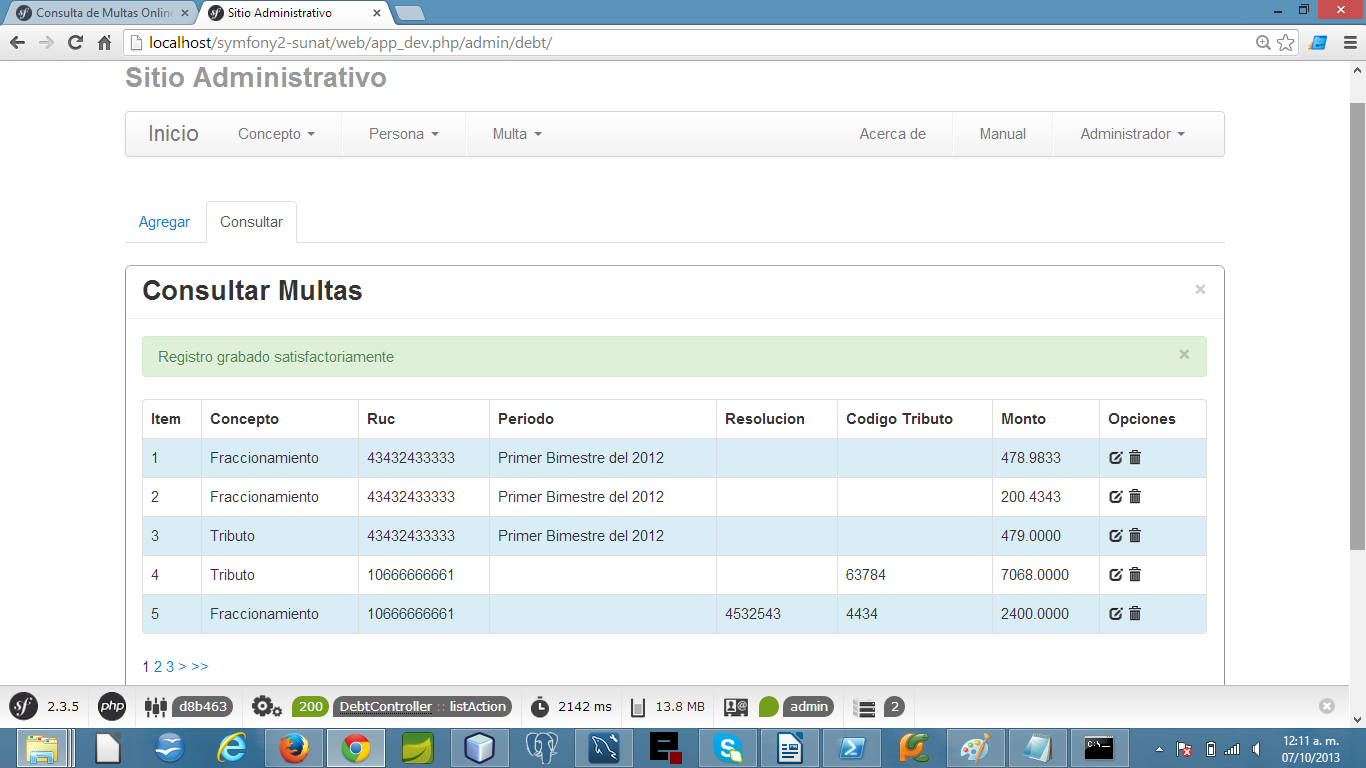 Consulta de Multas Onlin
Sitio Administrativo
localhost/symfony2-sunat/web/app_dev.php/admin/debt/
Sitio Administrativo
Inicio Concepto Persona Multa Acerca de Manual Administrador
Agregar Consultar
Consultar Multas ×
Registro grabado satisfactoriamente ×
Item Concepto Ruc Periodo Resolucion Codigo Tributo Monto Opciones
1 Fraccionamiento 43432433333 Primer Bimestre del 2012 478.9833
2 Fraccionamiento 43432433333 Primer Bimestre del 2012 200.4343
3 Tributo 43432433333 Primer Bimestre del 2012 479.0000
4 Tributo 10666666661 63784 7068.0000
5 Fraccionamiento 10666666661 4532543 4434 2400.0000
1 2 3 > >>
sf 2.3.5 php d8b463 200 DebtController :: listAction 2142 ms 13.8 MB admin 2
C:\_
12:11 a. m.
07/10/2013